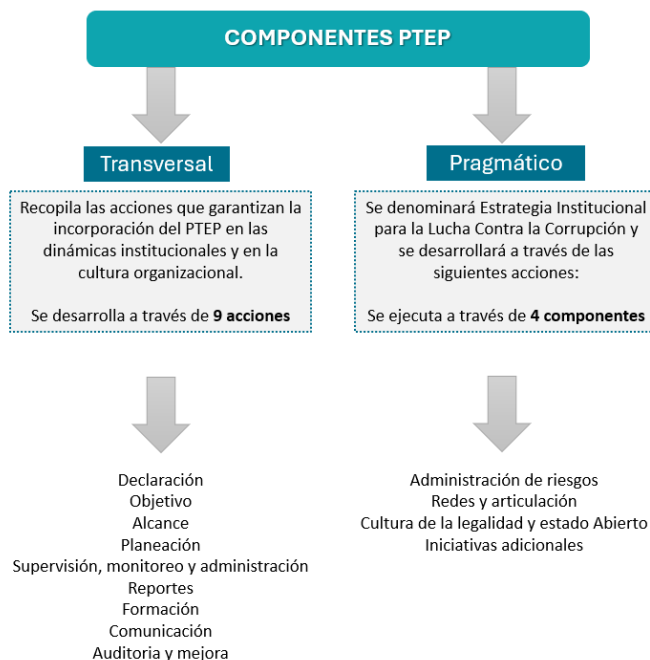 COMPONENTES PTEP
Transversal
Recopila las acciones que garantizan la
incorporación del PTEP en las
dinámicas institucionales y en la
cultura organizacional.
Se desarrolla a través de 9 acciones
Declaración
Objetivo
Alcance
Planeación
Supervisión, monitoreo y administración
Reportes
Formación
Comunicación
Auditoria y mejora
Pragmático
Se denominará Estrategia Institucional
para la Lucha Contra la Corrupción y
se desarrollará a través de las
siguientes acciones:
Se ejecuta a través de 4 componentes
Administración de riesgos
Redes y articulación
Cultura de la legalidad y estado Abierto
Iniciativas adicionales